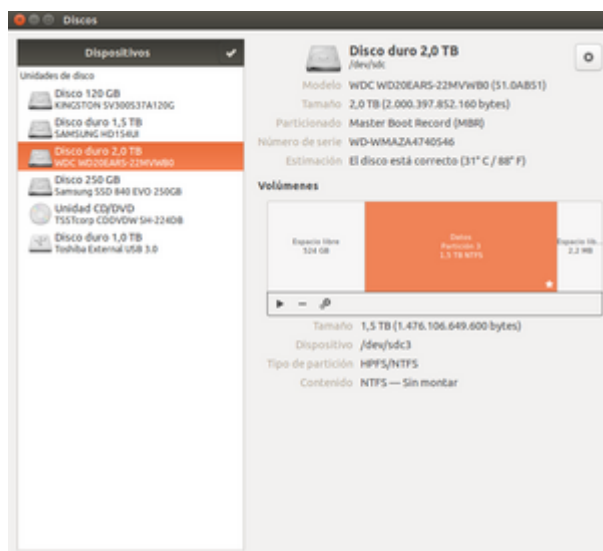 Discos
Dispositivos
Unidades de disco
Disco 120 GB
KINGSTON SV300S37A120G
Disco duro 1,5 TB
SAMSUNG HD154UI
Disco duro 2,0 TB
WDC WD20EARS-22MVWB0
Disco 250 GB
Samsung SSD 840 EVO 250GB
Unidad CD/DVD
TSSTcorp CDDVDW SH-224DB
Disco duro 1,0 TB
Toshiba External USB 3.0
Disco duro 2,0 TB
/dev/sdc
Modelo WDC WD20EARS-22MVWB0 (51.0AB51)
Tamaño 2,0 TB (2.000.397.852.160 bytes)
Particionado Master Boot Record (MBR)
Número de serie WD-WMAZA4740546
Estimación El disco está correcto (31° C / 88° F)
Volúmenes
Espacio libre
524 GB
Datos
Partición 3
1,5 TB NTFS
Espacio lib...
2,2 MB
Tamaño 1,5 TB (1.476.106.649.600 bytes)
Dispositivo /dev/sdc3
Tipo de partición HPFS/NTFS
Contenido NTFS — Sin montar